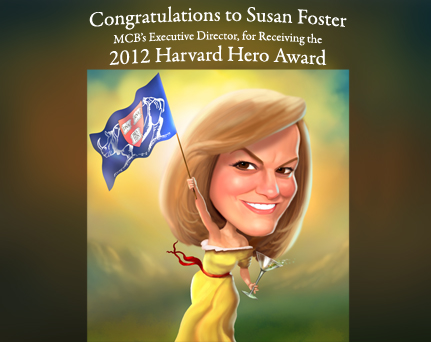 Congratulations to Susan Foster
MCB's Executive Director, for Receiving the
2012 Harvard Hero Award